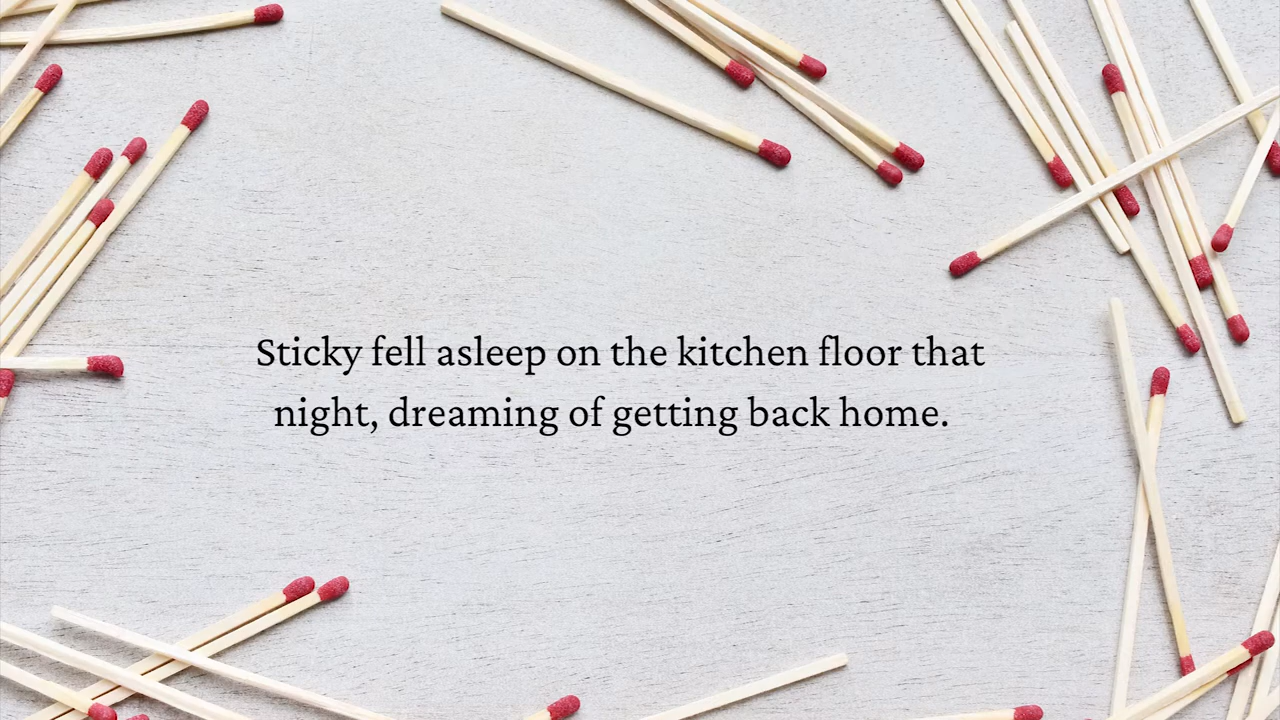 Sticky fell asleep on the kitchen floor that
night, dreaming of getting back home.